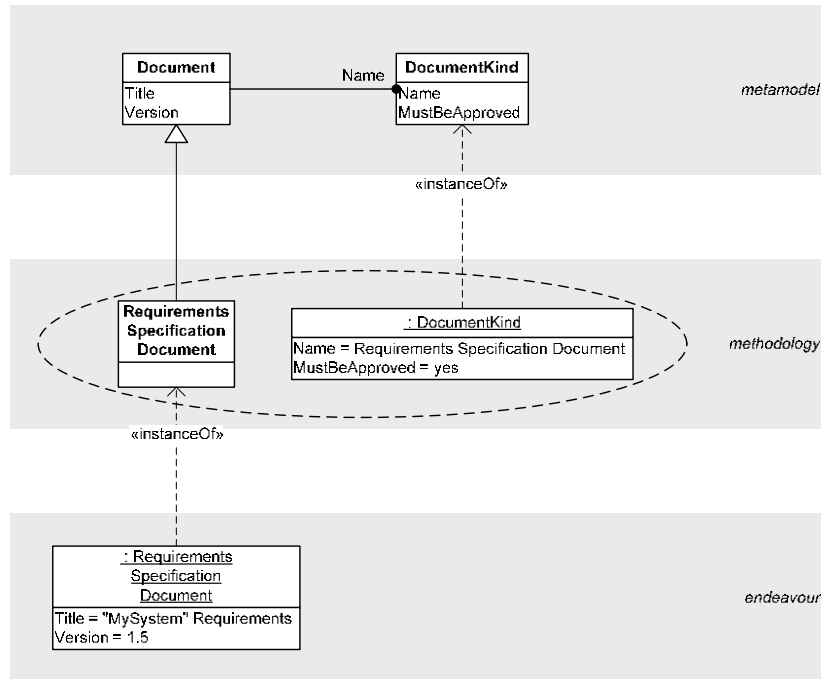 Document
Title
Version
Name
DocumentKind
Name
MustBeApproved
metamodel
«instanceOf»
Requirements
Specification
Document
: DocumentKind
Name = Requirements Specification Document
MustBeApproved = yes
methodology
«instanceOf»
: Requirements
Specification
Document
Title = "MySystem" Requirements
Version = 1.5
endeavour